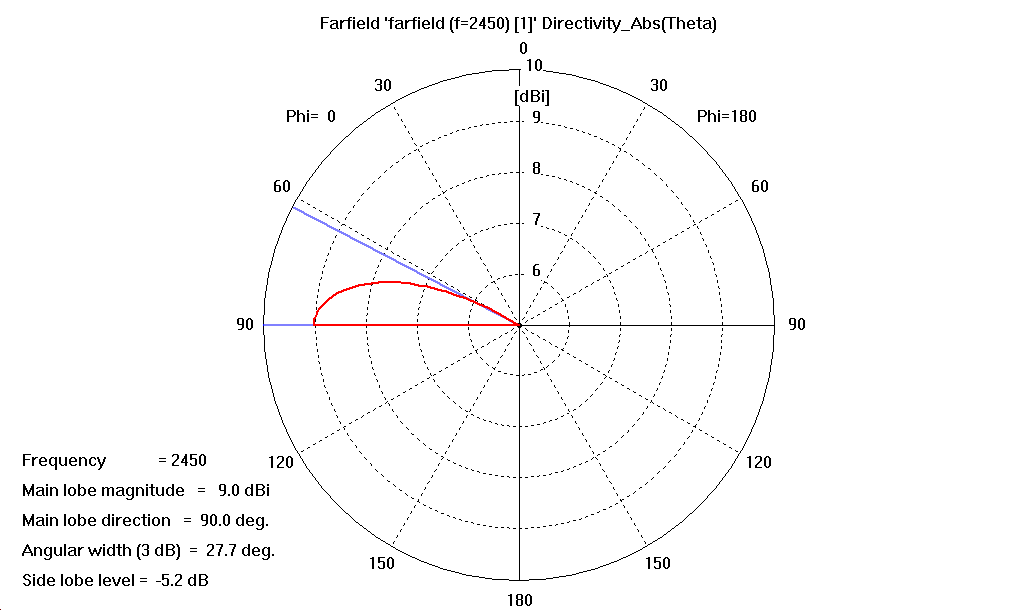 Farfield 'farfield (f=2450) [1]' Directivity_Abs(Theta)
0
10
30
30
[dBi]
Phi=  0
Phi=180
9
8
60
60
7
6
90
90
120
120
Frequency = 2450
Main lobe magnitude = 9.0 dBi
Main lobe direction = 90.0 deg.
Angular width (3 dB) = 27.7 deg.
150
150
Side lobe level = -5.2 dB
180